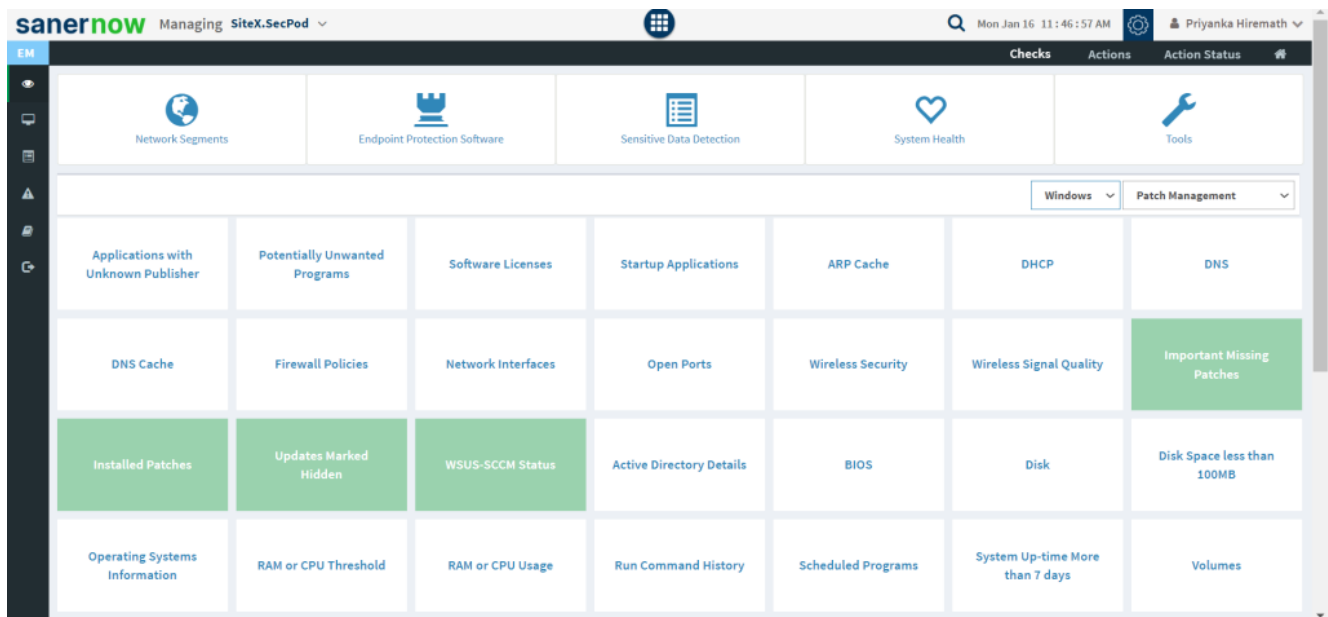 sanernow Managing SiteX.SecPod Mon Jan 16 11:46:57 AM Priyanka Hiremath
EM Checks Actions Action Status
Network Segments Endpoint Protection Software Sensitive Data Detection System Health Tools
Windows Patch Management
Applications with
Unknown Publisher
Potentially Unwanted
Programs
Software Licenses
Startup Applications
ARP Cache
DHCP
DNS
DNS Cache
Firewall Policies
Network Interfaces
Open Ports
Wireless Security
Wireless Signal Quality
Important Missing
Patches
Installed Patches
Updates Marked
Hidden
WSUS-SCCM Status
Active Directory Details
BIOS
Disk
Disk Space less than
100MB
Operating Systems
Information
RAM or CPU Threshold
RAM or CPU Usage
Run Command History
Scheduled Programs
System Up-time More
than 7 days
Volumes